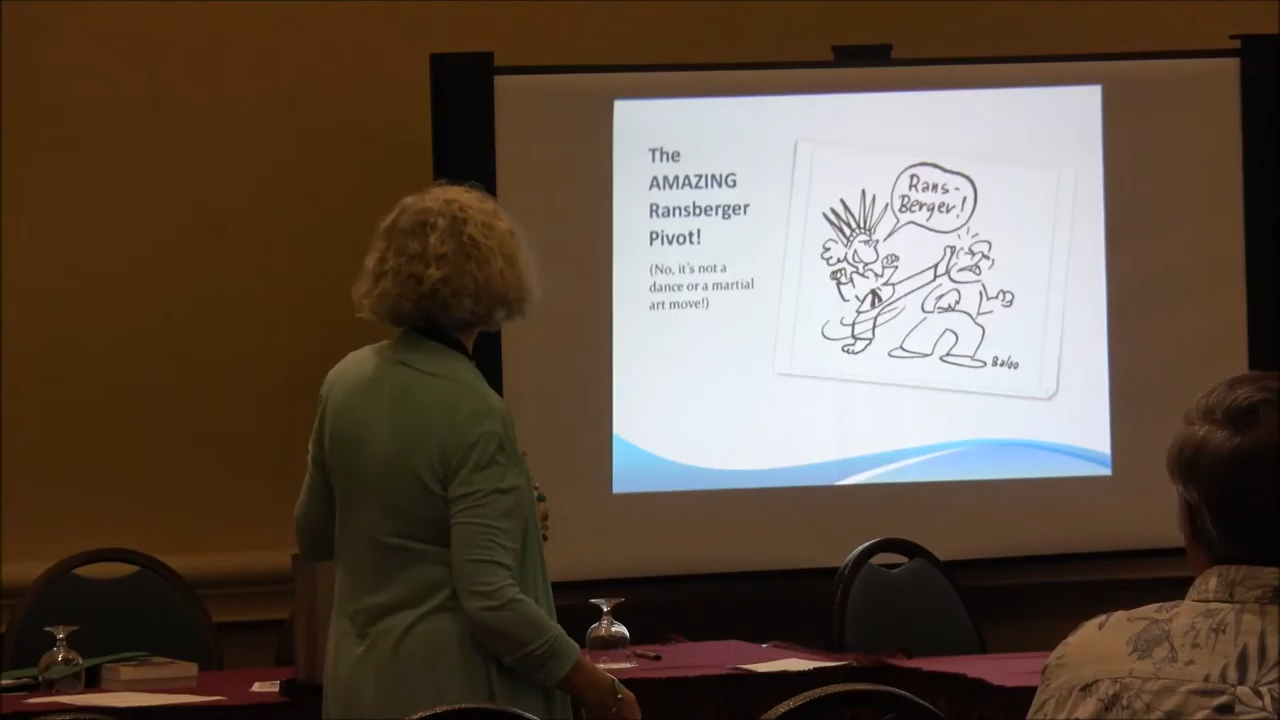 The
AMAZING
Ransberger
Pivot!
(No, it's not a
dance or a martial
art move!)
Rans-
Berger!
Baloo